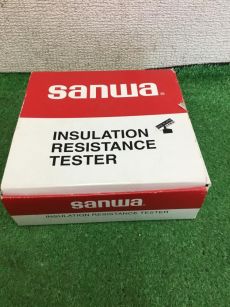 sanwa®
INSULATION
RESISTANCE
TESTER
sanwa®
INSULATION RESISTANCE TESTER